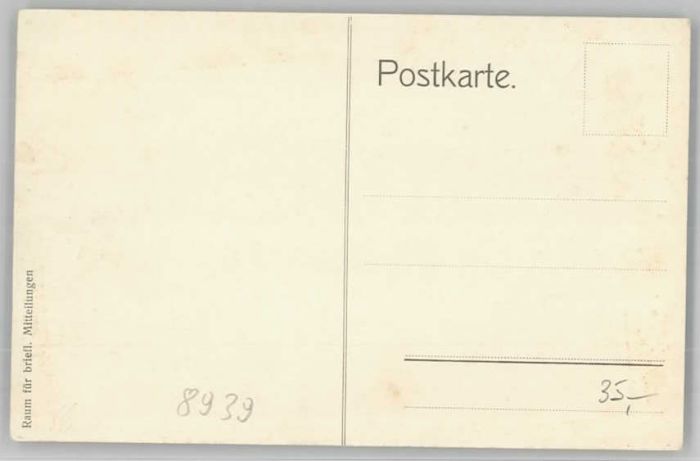 Postkarte.
Raum für briefl. Mitteilungen
8939
35,-